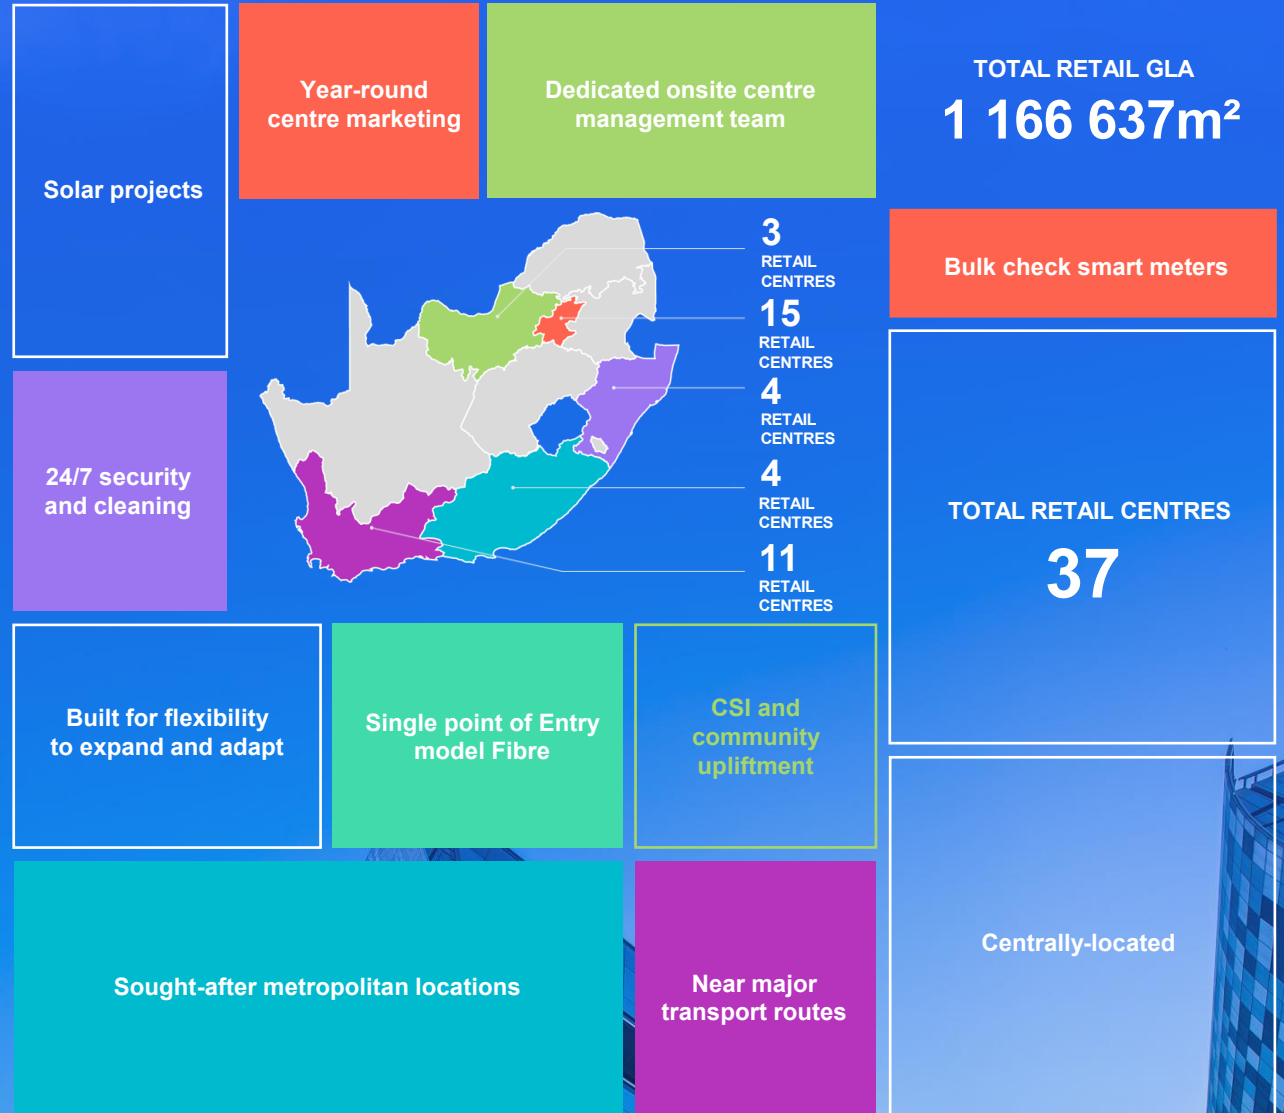 Solar projects
Year-round
centre marketing
Dedicated onsite centre
management team
TOTAL RETAIL GLA
1 166 637m²
Bulk check smart meters
3
RETAIL
CENTRES
15
RETAIL
CENTRES
4
RETAIL
CENTRES
4
RETAIL
CENTRES
11
RETAIL
CENTRES
24/7 security
and cleaning
TOTAL RETAIL CENTRES
37
Built for flexibility
to expand and adapt
Single point of Entry
model Fibre
CSI and
community
upliftment
Sought-after metropolitan locations
Near major
transport routes
Centrally-located